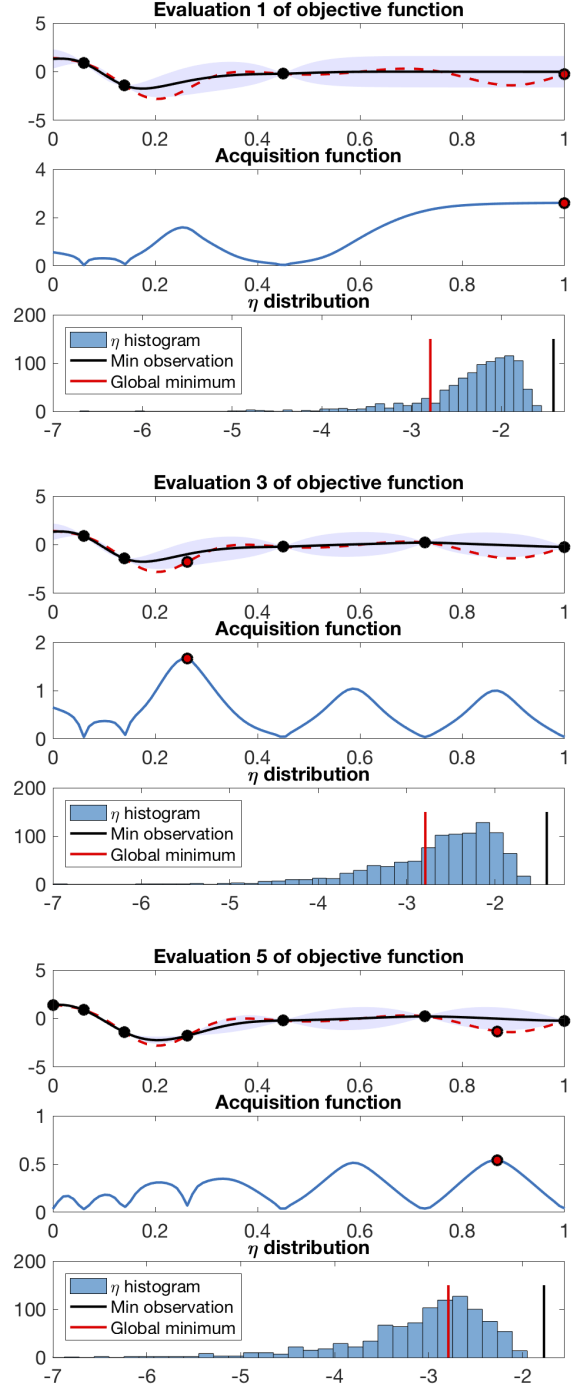 Evaluation 1 of objective function
5
0
-5
0 0.2 0.4 0.6 0.8 1
Acquisition function
4
2
0
0 0.2 0.4 0.6 0.8 1
η distribution
200
100
0
η histogram
Min observation
Global minimum
-7 -6 -5 -4 -3 -2
Evaluation 3 of objective function
5
0
-5
0 0.2 0.4 0.6 0.8 1
Acquisition function
2
1
0
0 0.2 0.4 0.6 0.8 1
η distribution
200
100
0
η histogram
Min observation
Global minimum
-7 -6 -5 -4 -3 -2
Evaluation 5 of objective function
5
0
-5
0 0.2 0.4 0.6 0.8 1
Acquisition function
1
0.5
0
0 0.2 0.4 0.6 0.8 1
η distribution
200
100
0
η histogram
Min observation
Global minimum
-7 -6 -5 -4 -3 -2